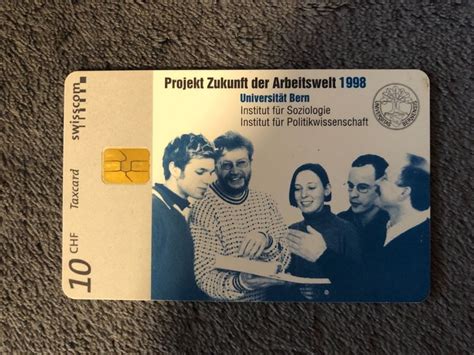 Projekt Zukunft der Arbeitswelt 1998
Universität Bern
Institut für Soziologie
Institut für Politikwissenschaft
swisscom
10 CHF Taxcard